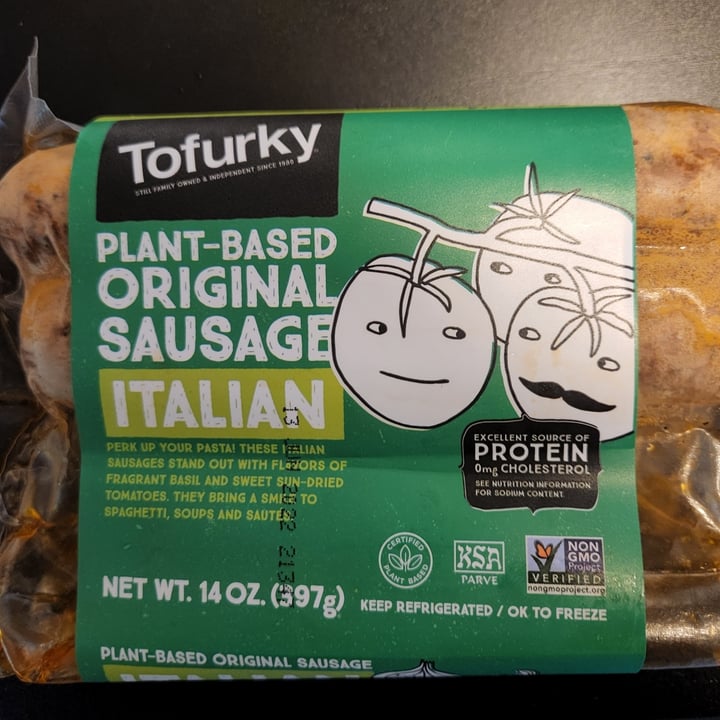 Tofurky
STILL FAMILY OWNED & INDEPENDENT SINCE 1980
PLANT-BASED
ORIGINAL
SAUSAGE
ITALIAN
PERK UP YOUR PASTA! THESE ITALIAN
SAUSAGES STAND OUT WITH FLAVORS OF
FRAGRANT BASIL AND SWEET SUN-DRIED
TOMATOES. THEY BRING A SMILE TO
SPAGHETTI, SOUPS AND SAUTES.
EXCELLENT SOURCE OF
PROTEIN
0mg CHOLESTEROL
SEE NUTRITION INFORMATION
FOR SODIUM CONTENT.
CERTIFIED
PLANT BASED
KSA
PARVE
NON
GMO
Project
VERIFIED
nongmoproject.org
NET WT. 14 OZ. (397g)
KEEP REFRIGERATED / OK TO FREEZE
PLANT-BASED ORIGINAL SAUSAGE
ITALIAN